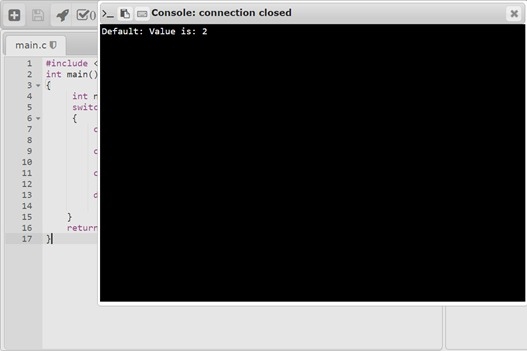 >_ Console: connection closed
Default: Value is: 2
main.c
1 #include <
2 int main()
3 {
4 int n
5 switc
6 {
7 c
8
9 c
10
11 c
12
13 d
14
15 }
16 return
17 }